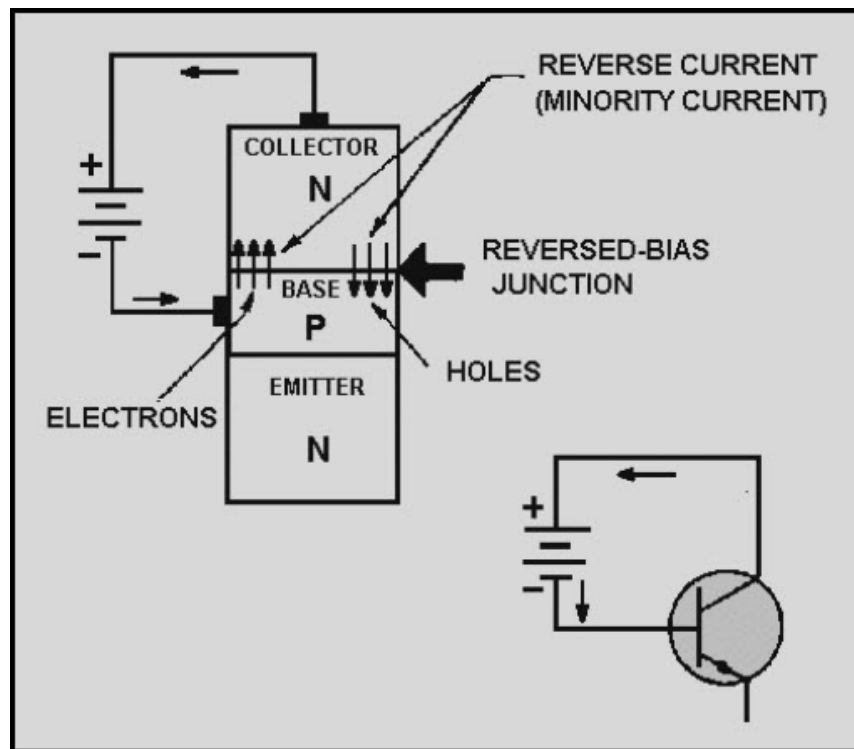 REVERSE CURRENT
(MINORITY CURRENT)
COLLECTOR
N
+
-
REVERSED-BIAS
JUNCTION
BASE
P
HOLES
EMITTER
ELECTRONS
N
+
-